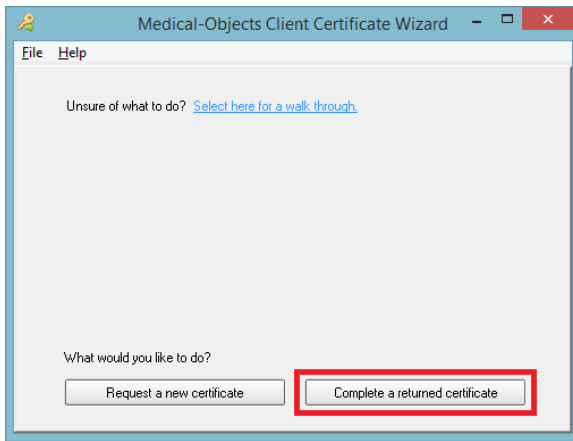 Medical-Objects Client Certificate Wizard
File Help
Unsure of what to do? Select here for a walk through.
What would you like to do?
Request a new certificate Complete a returned certificate